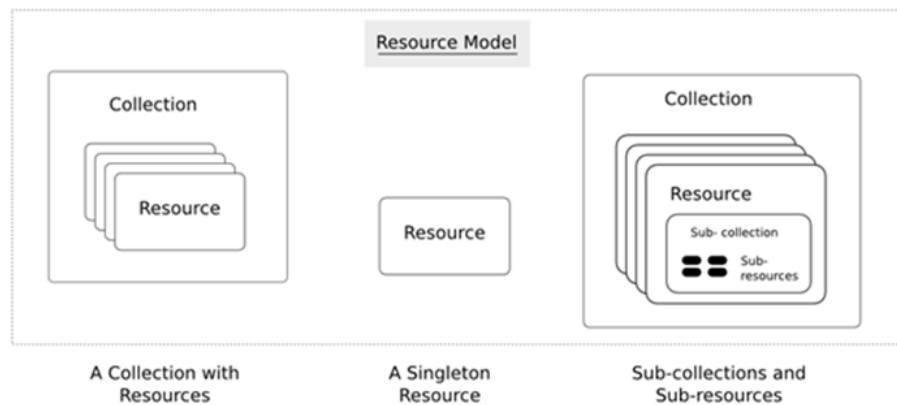 Resource Model
Collection
Resource
Resource
Collection
Resource
Sub- collection
Sub-
resources
A Collection with
Resources
A Singleton
Resource
Sub-collections and
Sub-resources